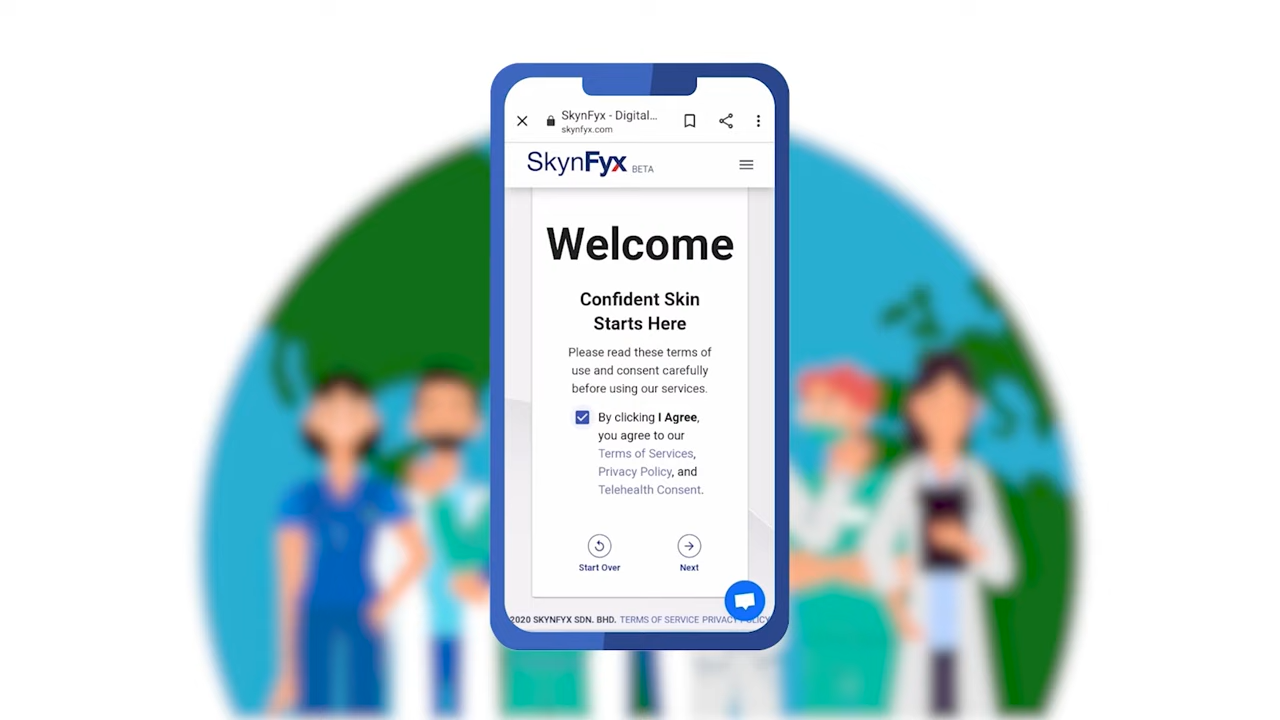 SkynFyx - Digital...
skynfyx.com
SkynFyx BETA
Welcome
Confident Skin
Starts Here
Please read these terms of
use and consent carefully
before using our services.
By clicking I Agree,
you agree to our
Terms of Services,
Privacy Policy, and
Telehealth Consent.
Start Over
Next
2020 SKYNFYX SDN. BHD. TERMS OF SERVICE PRIVACY POLICY